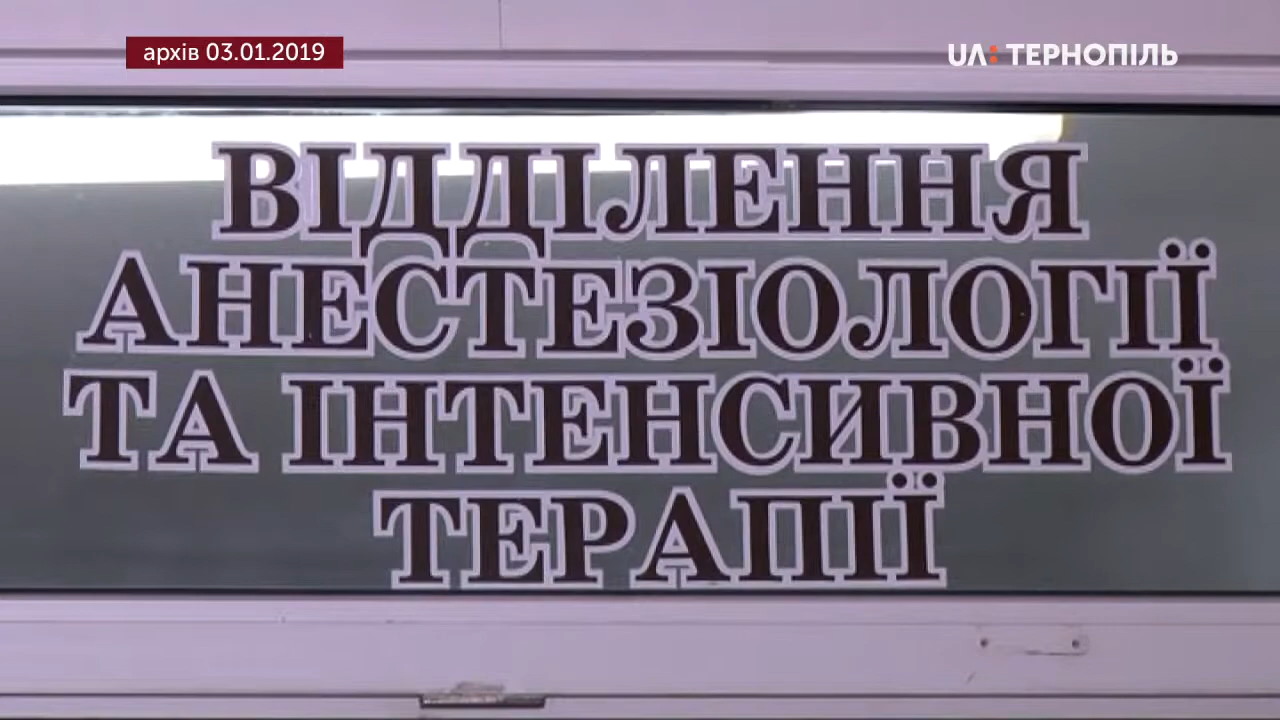 архів 03.01.2019
UA: ТЕРНОПІЛЬ
ВІДДІЛЕННЯ
АНЕСТЕЗІОЛОГІЇ
ТА ІНТЕНСИВНОЇ
ТЕРАПІЇ